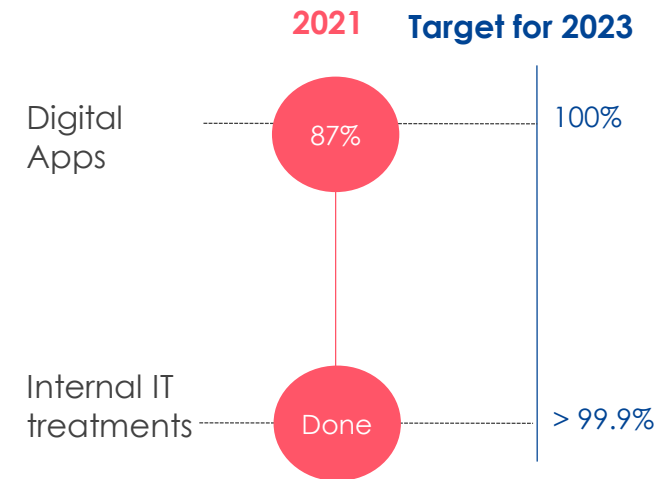 2021 Target for 2023
Digital
Apps
87%
100%
Internal IT
treatments
Done
> 99.9%